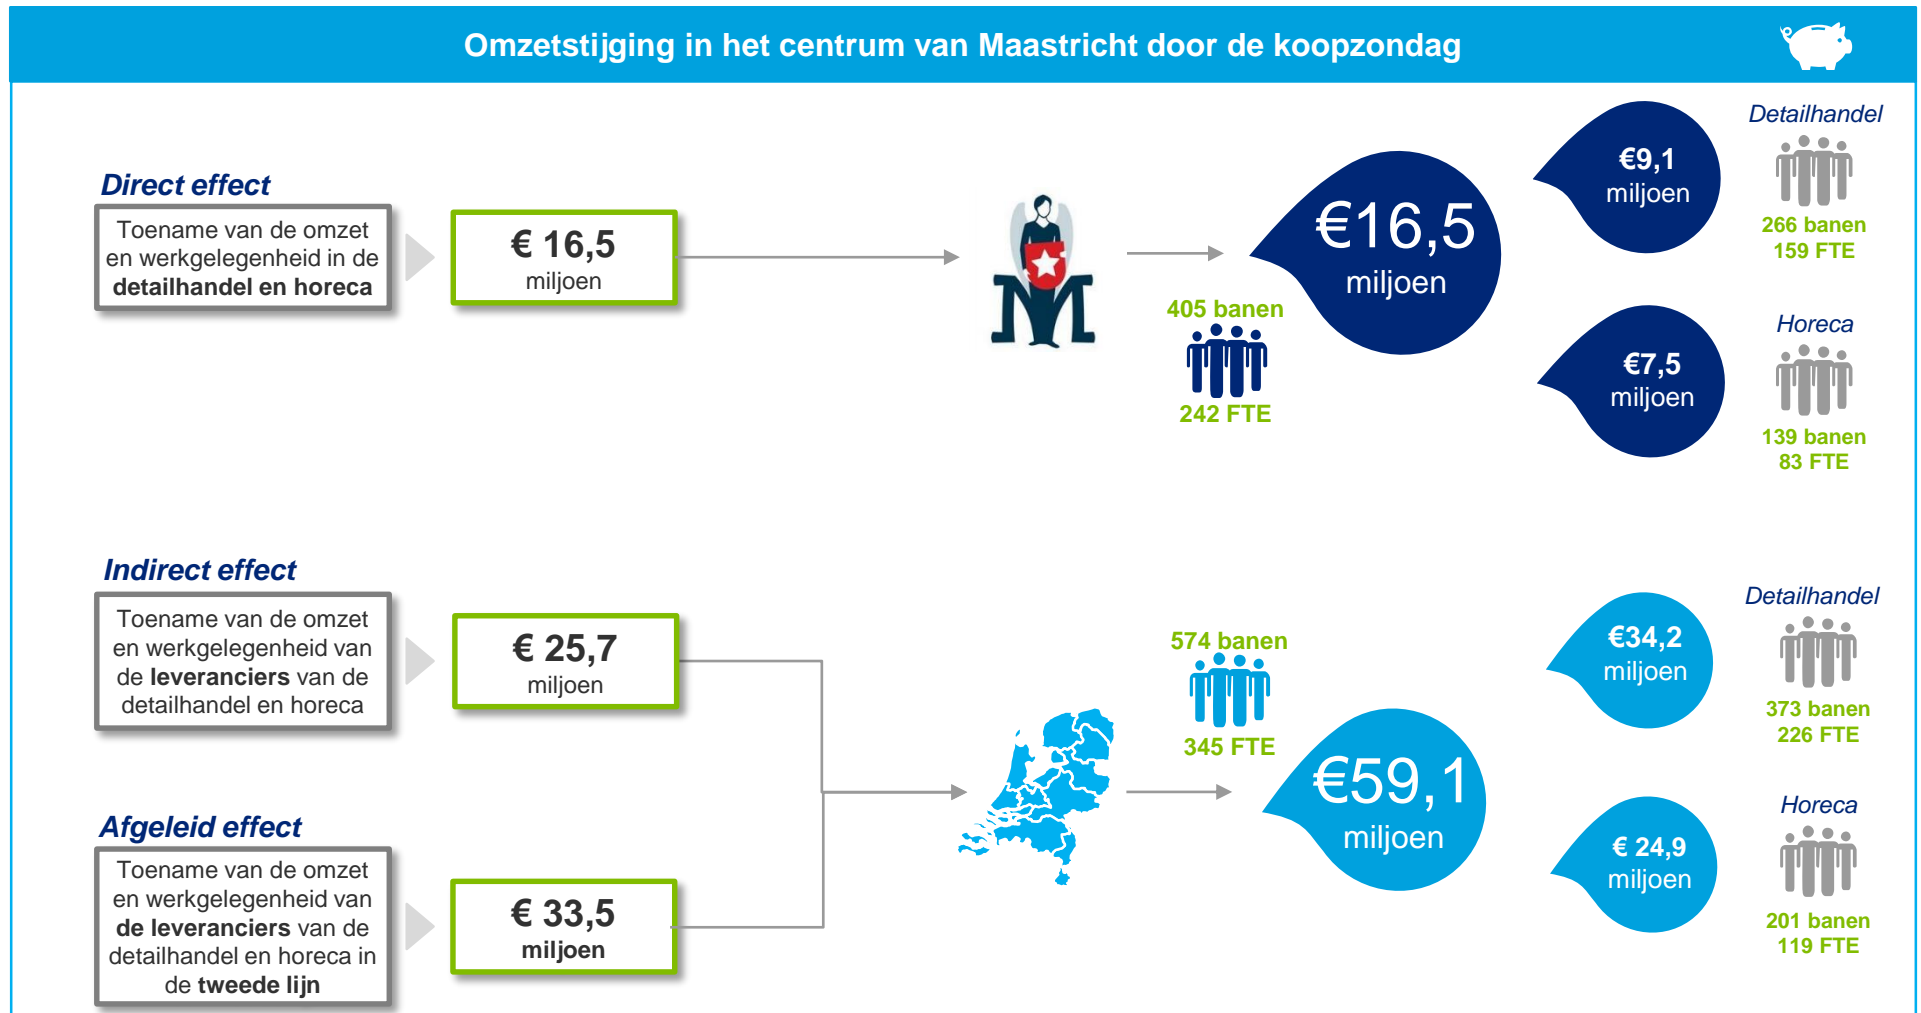 Omzetstijging in het centrum van Maastricht door de koopzondag
Direct effect
Toename van de omzet
en werkgelegenheid in de
detailhandel en horeca
€ 16,5
miljoen
405 banen
242 FTE
€16,5
miljoen
€9,1
miljoen
Detailhandel
266 banen
159 FTE
€7,5
miljoen
Horeca
139 banen
83 FTE
Indirect effect
Toename van de omzet
en werkgelegenheid van
de leveranciers van de
detailhandel en horeca
€ 25,7
miljoen
Afgeleid effect
Toename van de omzet
en werkgelegenheid van
de leveranciers van de
detailhandel en horeca in
de tweede lijn
€ 33,5
miljoen
574 banen
345 FTE
€59,1
miljoen
€34,2
miljoen
Detailhandel
373 banen
226 FTE
€ 24,9
miljoen
Horeca
201 banen
119 FTE